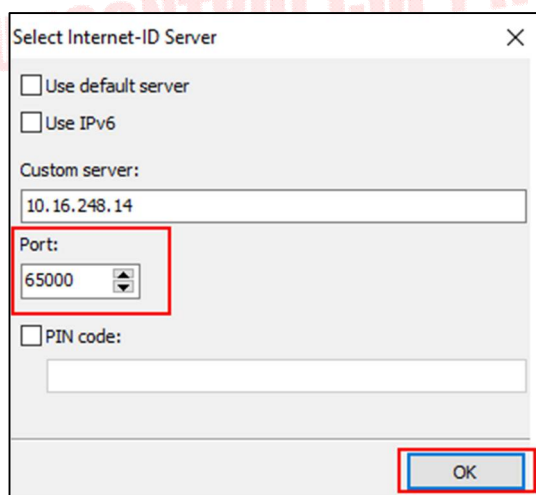 Select Internet-ID Server
Use default server
Use IPv6
Custom server:
10.16.248.14
Port:
65000
PIN code:
OK